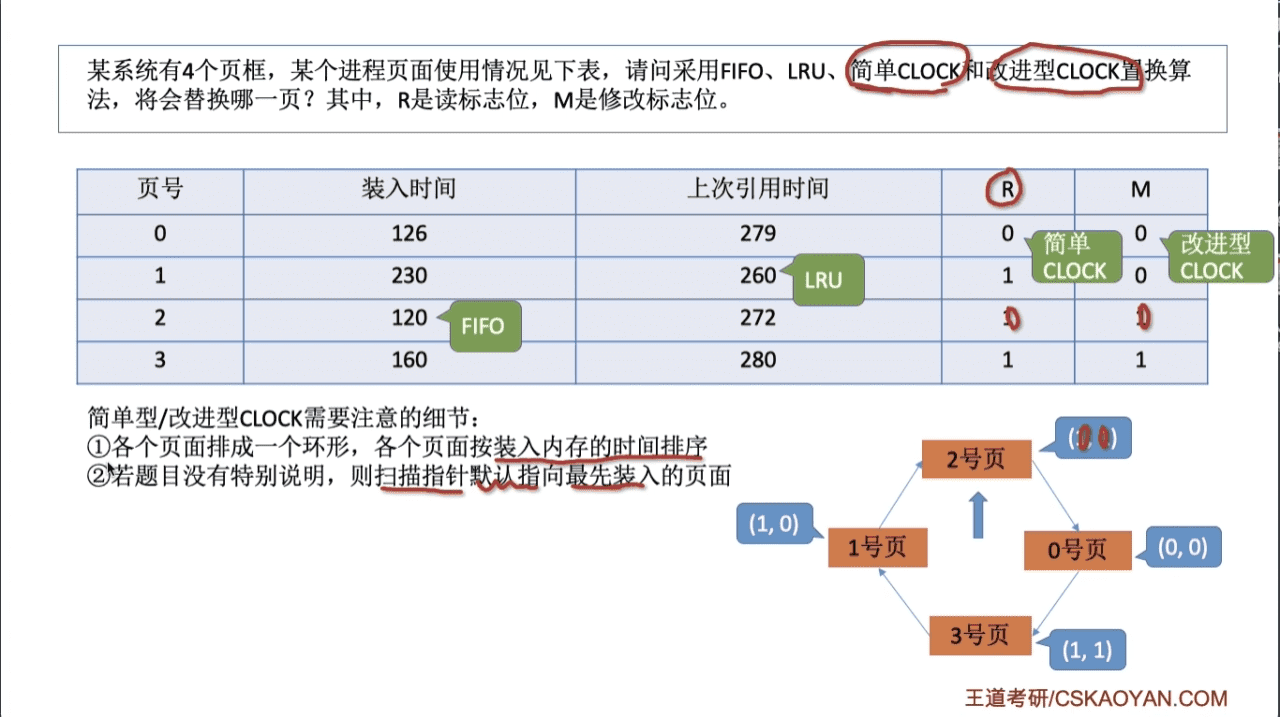 某系统有4个页框，某个进程页面使用情况见下表，请问采用FIFO、LRU、简单CLOCK和改进型CLOCK置换算
法，将会替换哪一页？其中，R是读标志位，M是修改标志位。
页号 装入时间 上次引用时间 R M
0 126 279 0 0
简单
CLOCK
改进型
CLOCK
1 230 260 1 0
LRU
2 120 272
FIFO
3 160 280 1 1
简单型/改进型CLOCK需要注意的细节：
①各个页面排成一个环形，各个页面按装入内存的时间排序
②若题目没有特别说明，则扫描指针默认指向最先装入的页面
2号页
(1, 0)
1号页
0号页
(0, 0)
3号页
(1, 1)
王道考研/CSKAOYAN.COM